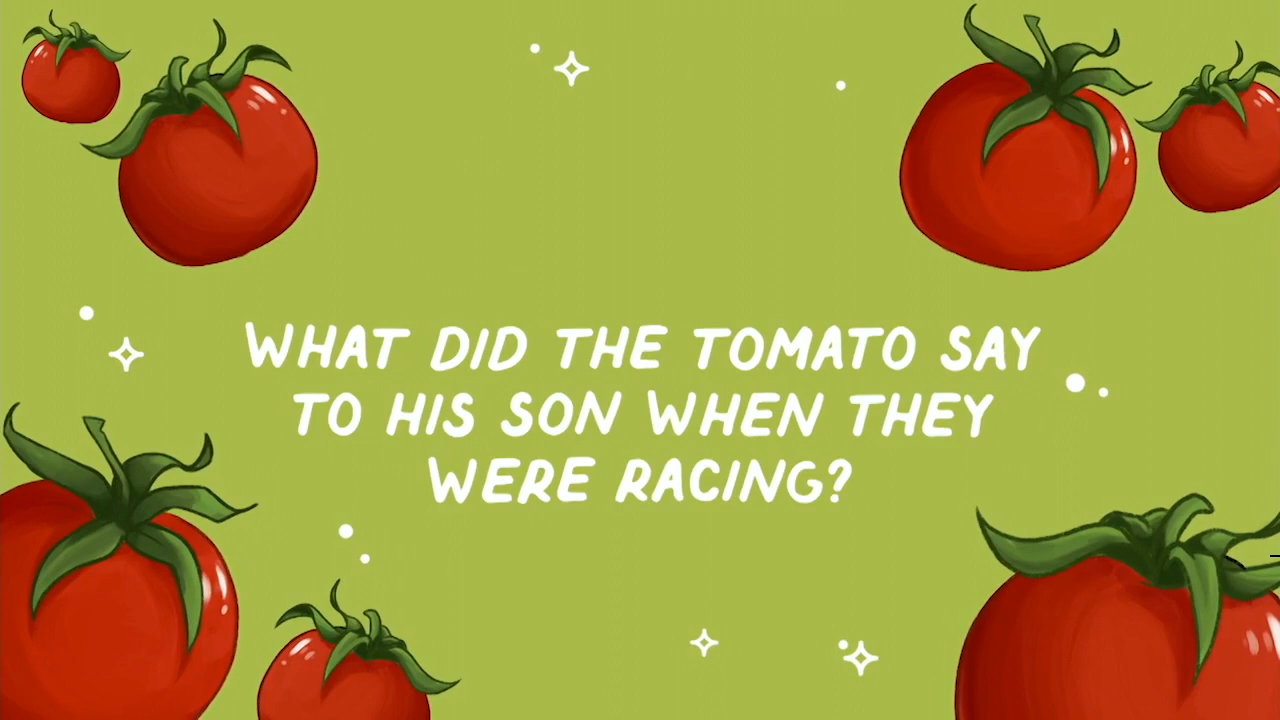 WHAT DID THE TOMATO SAY
TO HIS SON WHEN THEY
WERE RACING?